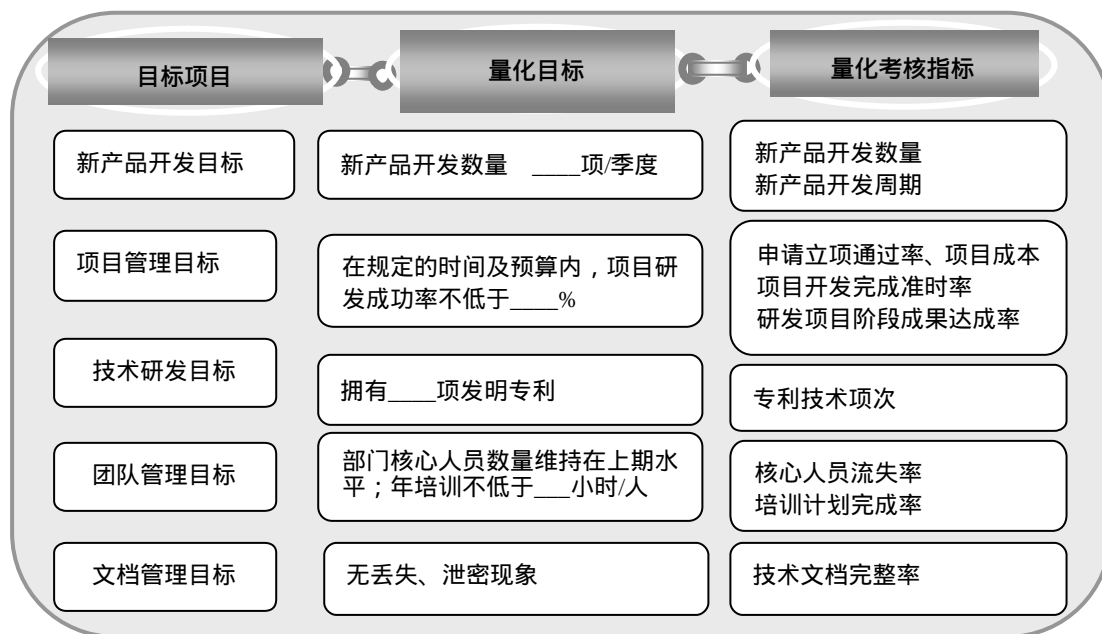 目标项目
量化目标
量化考核指标
新产品开发目标
新产品开发数量 ____项/季度
新产品开发数量
新产品开发周期
项目管理目标
在规定的时间及预算内，项目研
发成功率不低于____%
申请立项通过率、项目成本
项目开发完成准时率
研发项目阶段成果达成率
技术研发目标
拥有____项发明专利
专利技术项次
团队管理目标
部门核心人员数量维持在上期水
平；年培训不低于___小时/人
核心人员流失率
培训计划完成率
文档管理目标
无丢失、泄密现象
技术文档完整率